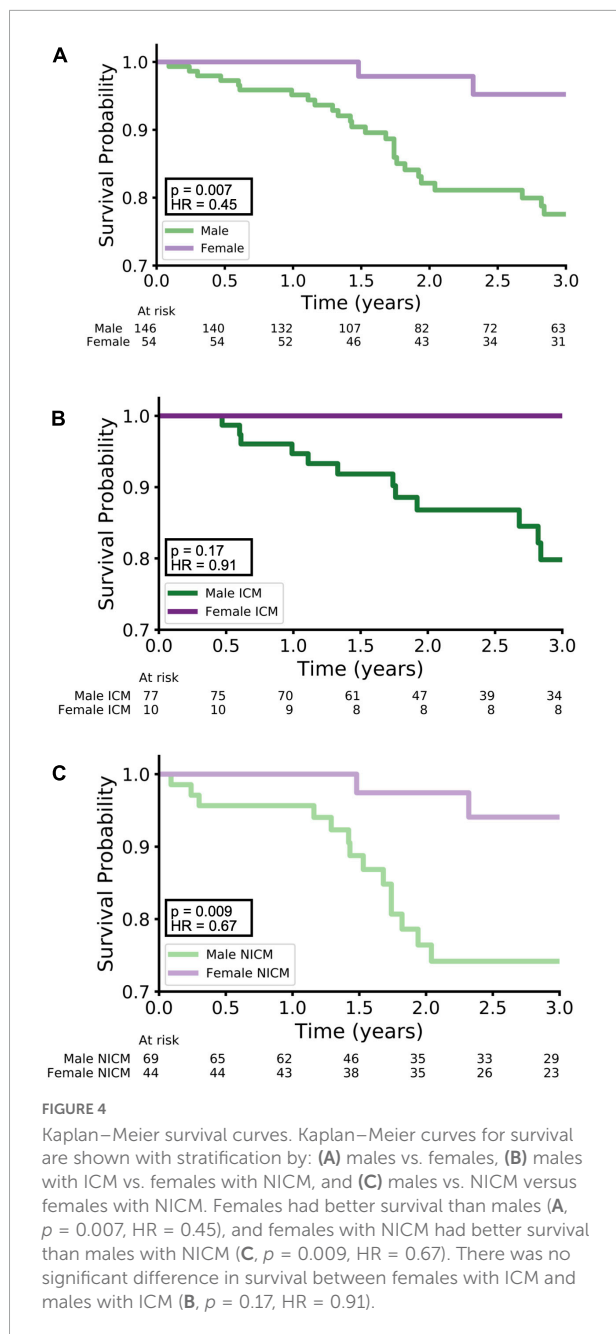 A
Survival Probability
1.0
0.9
0.8
0.7
p = 0.007
HR = 0.45
Male
Female
0.0 0.5 1.0 1.5 2.0 2.5 3.0
Time (years)
At risk
Male 146 140 132 107 82 72 63
Female 54 54 52 46 43 34 31
B
Survival Probability
1.0
0.9
0.8
0.7
p = 0.17
HR = 0.91
Male ICM
Female ICM
0.0 0.5 1.0 1.5 2.0 2.5 3.0
Time (years)
At risk
Male ICM 77 75 70 61 47 39 34
Female ICM 10 10 9 8 8 8 8
C
Survival Probability
1.0
0.9
0.8
0.7
p = 0.009
HR = 0.67
Male NICM
Female NICM
0.0 0.5 1.0 1.5 2.0 2.5 3.0
Time (years)
At risk
Male NICM 69 65 62 46 35 33 29
Female NICM 44 44 43 38 35 26 23
FIGURE 4
Kaplan–Meier survival curves. Kaplan–Meier curves for survival
are shown with stratification by: (A) males vs. females, (B) males
with ICM vs. females with NICM, and (C) males vs. NICM versus
females with NICM. Females had better survival than males (A,
p = 0.007, HR = 0.45), and females with NICM had better survival
than males with NICM (C, p = 0.009, HR = 0.67). There was no
significant difference in survival between females with ICM and
males with ICM (B, p = 0.17, HR = 0.91).